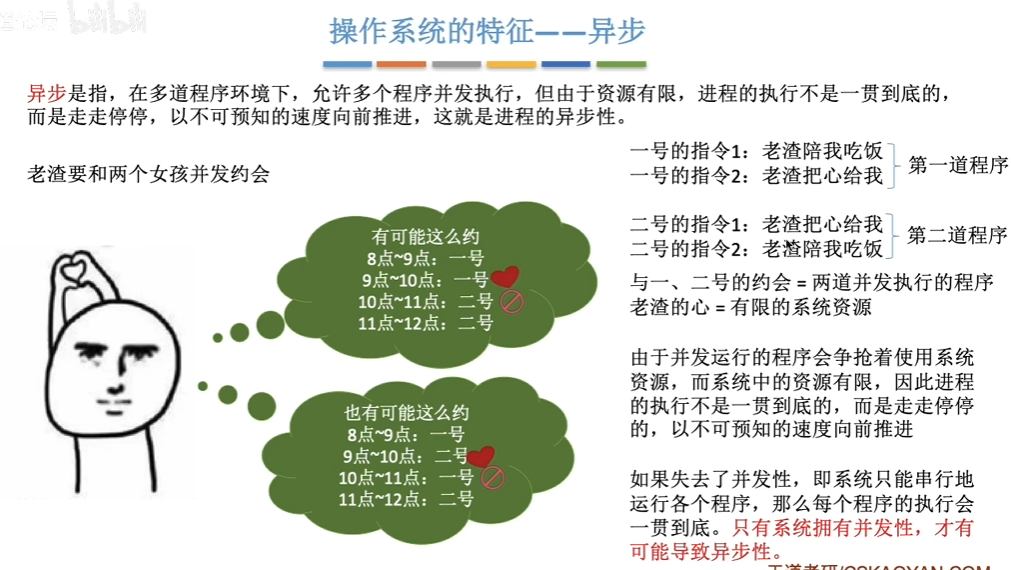 操作系统的特征——异步
异步是指，在多道程序环境下，允许多个程序并发执行，但由于资源有限，进程的执行不是一贯到底的，
而是走走停停，以不可预知的速度向前推进，这就是进程的异步性。
老渣要和两个女孩并发约会
一号的指令1：老渣陪我吃饭
一号的指令2：老渣把心给我
第一道程序
二号的指令1：老渣把心给我
二号的指令2：老渣陪我吃饭
第二道程序
有可能这么约
8点~9点：一号
9点~10点：一号
10点~11点：二号
11点~12点：二号
也有可能这么约
8点~9点：一号
9点~10点：二号
10点~11点：一号
11点~12点：二号
与一、二号的约会 = 两道并发执行的程序
老渣的心 = 有限的系统资源
由于并发运行的程序会争抢着使用系统
资源，而系统中的资源有限，因此进程
的执行不是一贯到底的，而是走走停停
的，以不可预知的速度向前推进
如果失去了并发性，即系统只能串行地
运行各个程序，那么每个程序的执行会
一贯到底。只有系统拥有并发性，才有
可能导致异步性。
bilibili